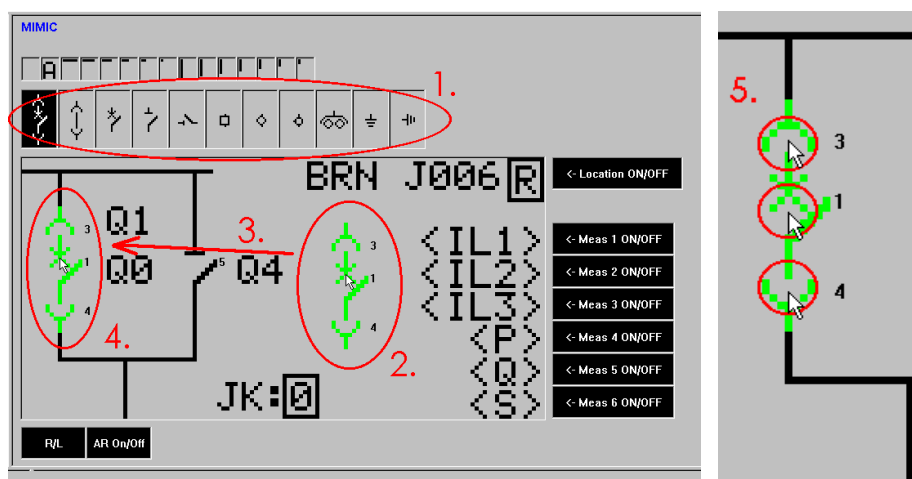 MIMIC
A
1.
BRN J006 R
<- Location ON/OFF
3
Q1
1
Q0
4
4.
3.
5
Q4
3
1
4
2.
<IL1>
<- Meas 1 ON/OFF
<IL2>
<- Meas 2 ON/OFF
<IL3>
<- Meas 3 ON/OFF
<P>
<- Meas 4 ON/OFF
<Q>
<- Meas 5 ON/OFF
<S>
<- Meas 6 ON/OFF
JK:0
R/L
AR On/Off
5.
3
1
4